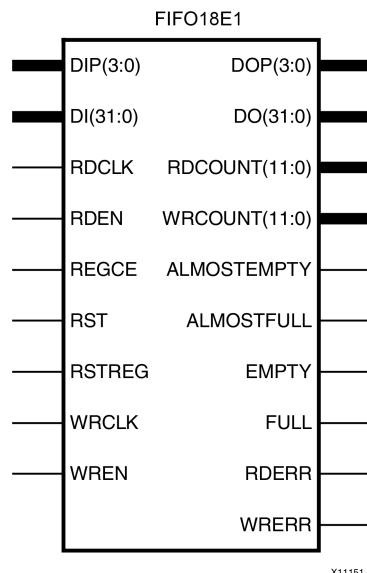 FIFO18E1
DIP(3:0) DOP(3:0)
DI(31:0) DO(31:0)
RDCLK RDCOUNT(11:0)
RDEN WRCOUNT(11:0)
REGCE ALMOSTEMPTY
RST ALMOSTFULL
RSTREG EMPTY
WRCLK FULL
WREN RDERR
WRERR
X11151